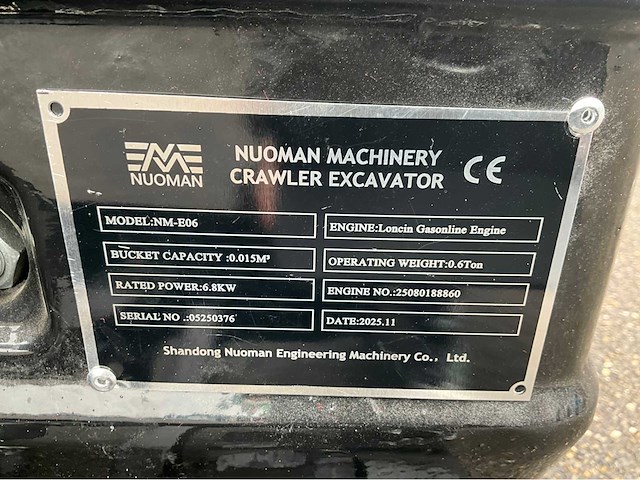 NUOMAN
NUOMAN MACHINERY
CRAWLER EXCAVATOR
CE
MODEL:NM-E06
ENGINE:Loncin Gasonline Engine
BUCKET CAPACITY :0.015M³
OPERATING WEIGHT:0.6Ton
RATED POWER:6.8KW
ENGINE NO.:25080188860
SERIAL NO .:05250376
DATE:2025.11
Shandong Nuoman Engineering Machinery Co., Ltd.